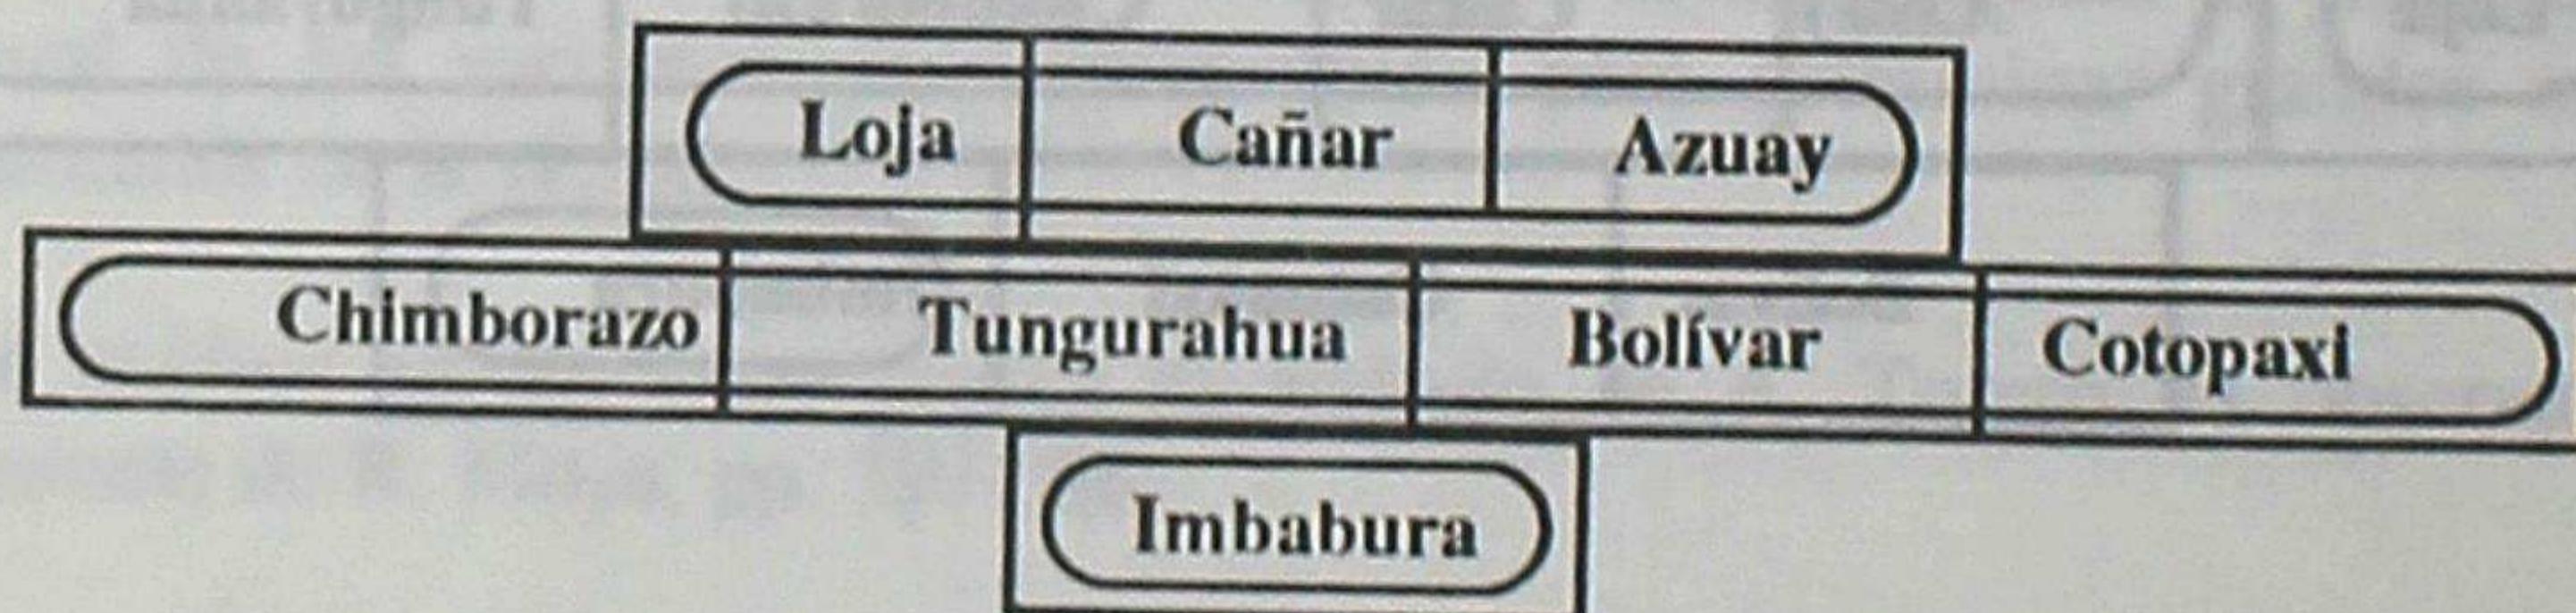 Loja Cañar Azuay
Chimborazo Tungurahua Bolívar Cotopaxi
Imbabura